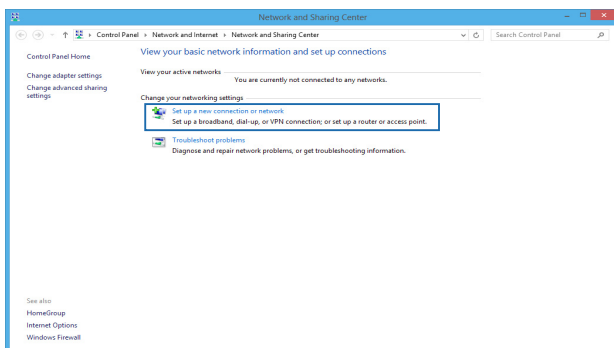 Network and Sharing Center
Control Panel › Network and Internet › Network and Sharing Center
Search Control Panel
Control Panel Home
Change adapter settings
Change advanced sharing
settings
View your basic network information and set up connections
View your active networks
You are currently not connected to any networks.
Change your networking settings
Set up a new connection or network
Set up a broadband, dial-up, or VPN connection; or set up a router or access point.
Troubleshoot problems
Diagnose and repair network problems, or get troubleshooting information.
See also
HomeGroup
Internet Options
Windows Firewall